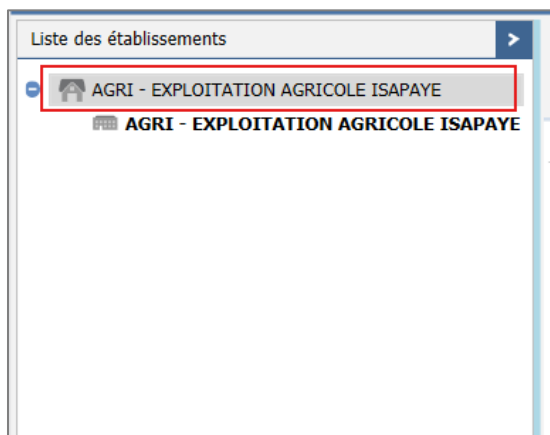 Liste des établissements
AGRI - EXPLOITATION AGRICOLE ISAPAYE
AGRI - EXPLOITATION AGRICOLE ISAPAYE